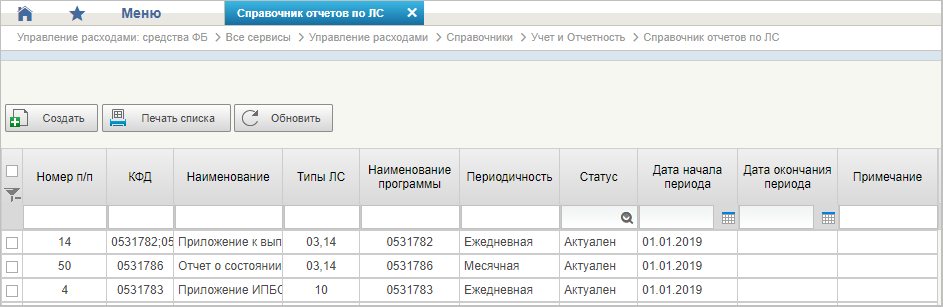 Меню Справочник отчетов по ЛС
Управление расходами: средства ФБ > Все сервисы > Управление расходами > Справочники > Учет и Отчетность > Справочник отчетов по ЛС
Создать Печать списка Обновить
Номер п/п КФД Наименование Типы ЛС Наименование программы Периодичность Статус Дата начала периода Дата окончания периода Примечание
14 0531782;05 Приложение к вып 03,14 0531782 Ежедневная Актуален 01.01.2019
50 0531786 Отчет о состоянии 03,14 0531786 Месячная Актуален 01.01.2019
4 0531783 Приложение ИПБС 10 0531783 Ежедневная Актуален 01.01.2019